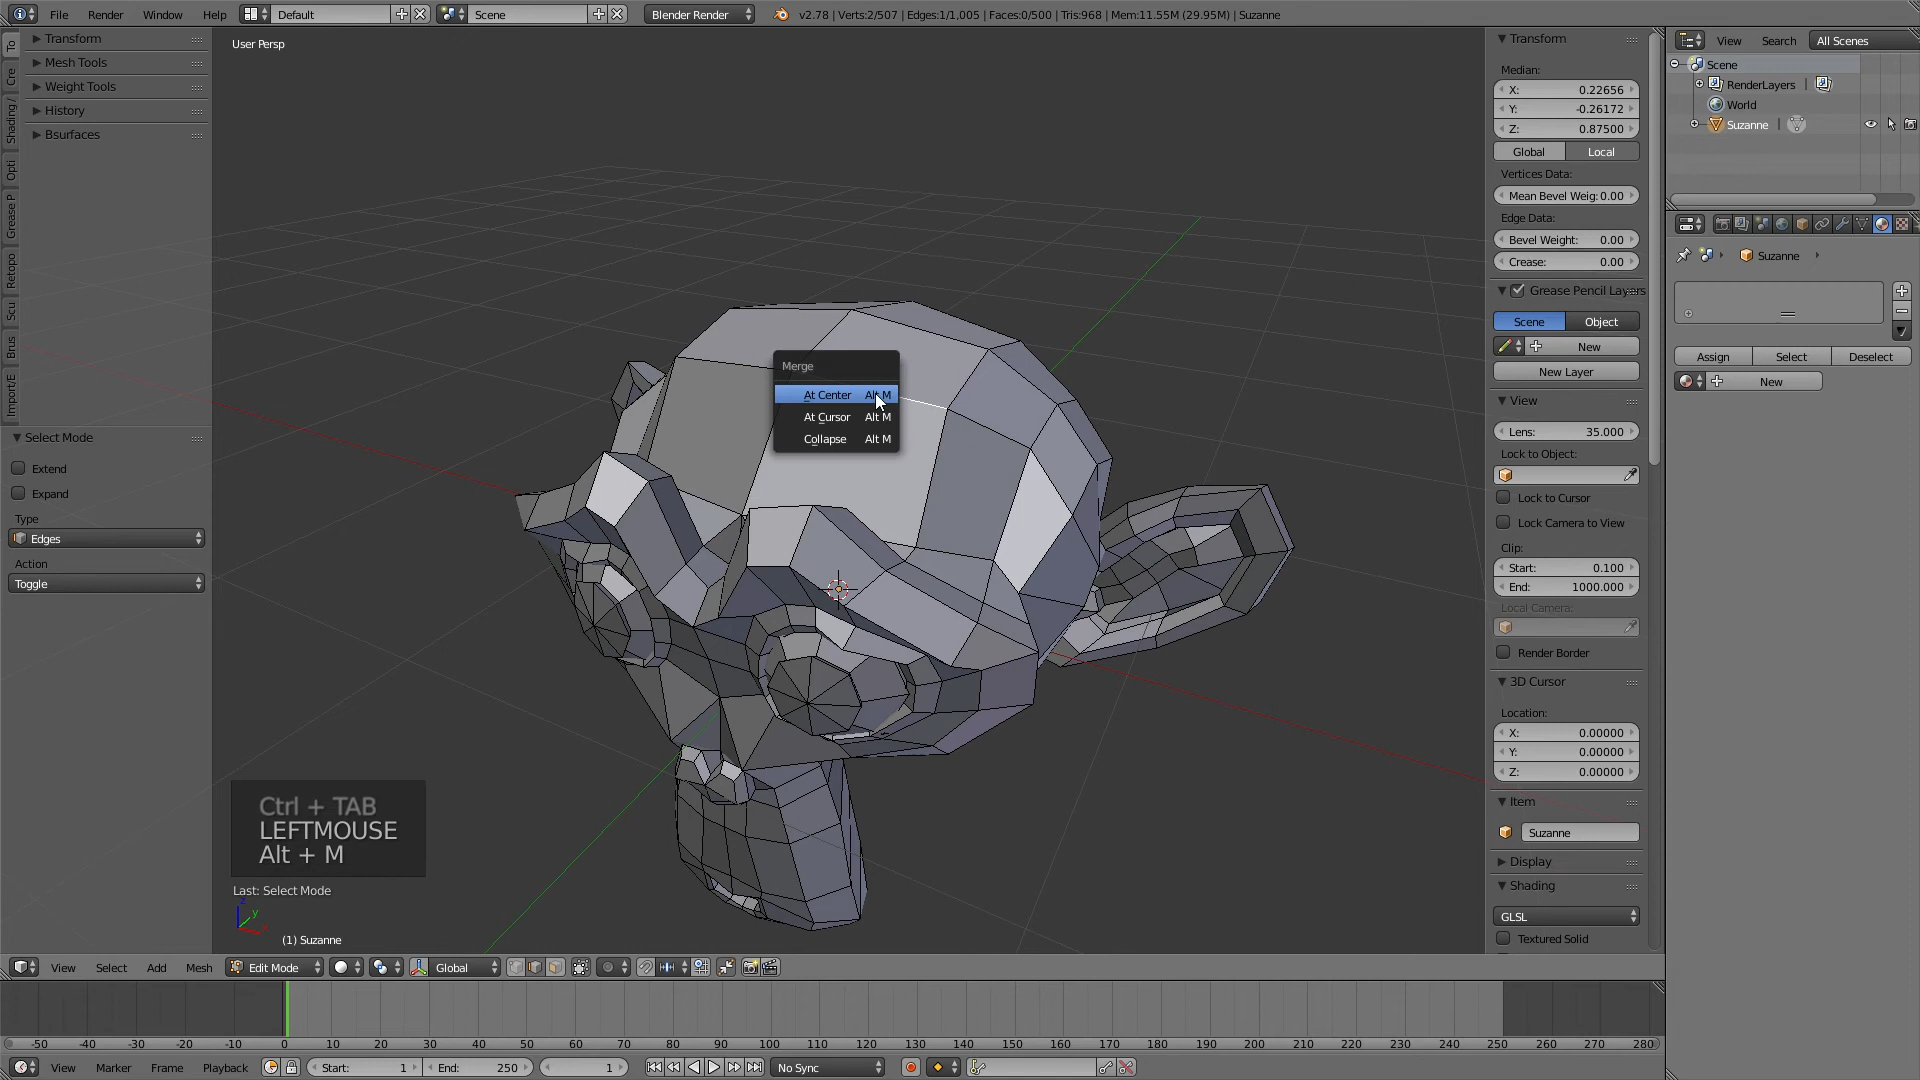 File Render Window Help Default Scene Blender Render v2.78 | Verts:2/507 | Edges:1/1,005 | Faces:0/500 | Tris:968 | Mem:11.55M (29.95M) | Suzanne
To
Cre
Shading /
Opti
Grease P
Retopo
Scu
Brus
Import/E
Transform
Mesh Tools
Weight Tools
History
Bsurfaces
Select Mode
Extend
Expand
Type
Edges
Action
Toggle
User Persp
Merge
At Center Alt M
At Cursor Alt M
Collapse Alt M
Ctrl + TAB
LEFTMOUSE
Alt + M
Last: Select Mode
z
y
x
(1) Suzanne
Transform
Median:
X: 0.22656
Y: -0.26172
Z: 0.87500
Global Local
Vertices Data:
Mean Bevel Weig: 0.00
Edge Data:
Bevel Weight: 0.00
Crease: 0.00
Grease Pencil Layers
Scene Object
New
New Layer
View
Lens: 35.000
Lock to Object:
Lock to Cursor
Lock Camera to View
Clip:
Start: 0.100
End: 1000.000
Local Camera:
Render Border
3D Cursor
Location:
X: 0.00000
Y: 0.00000
Z: 0.00000
Item
Suzanne
Display
Shading
GLSL
Textured Solid
View Search All Scenes
Scene
RenderLayers |
World
Suzanne |
Suzanne
Assign Select Deselect
New
View Select Add Mesh Edit Mode Global
-50 -40 -30 -20 -10 0 10 20 30 40 50 60 70 80 90 100 110 120 130 140 150 160 170 180 190 200 210 220 230 240 250 260 270 280
View Marker Frame Playback Start: 1 End: 250 1 No Sync